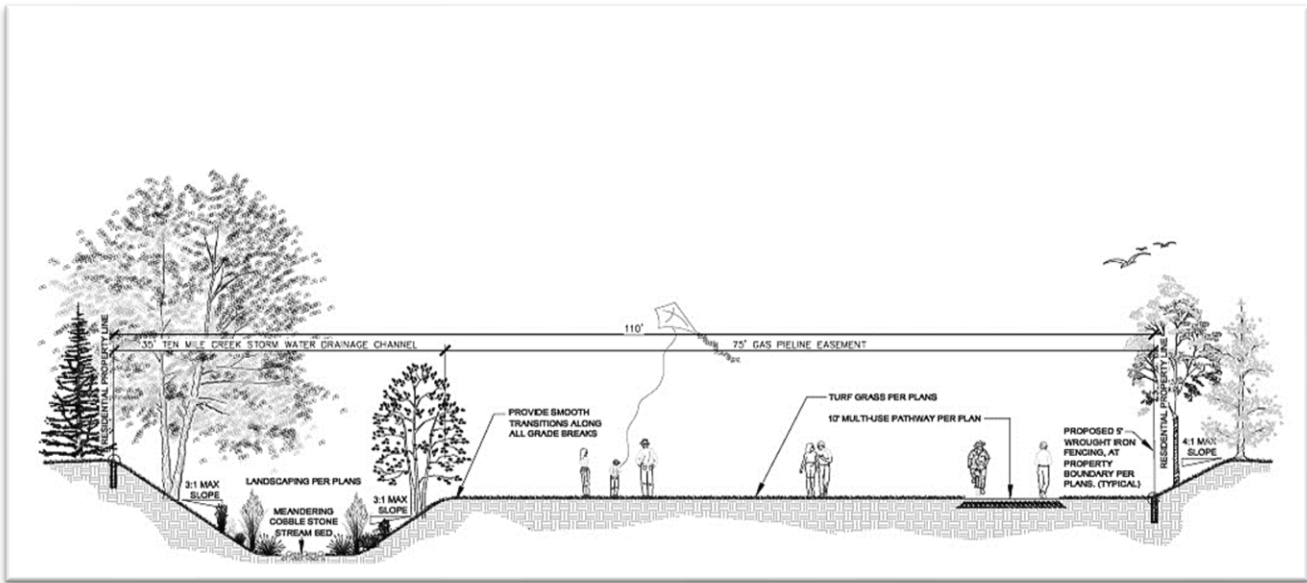 110'
35' TEN MILE CREEK STORM WATER DRAINAGE CHANNEL
75' GAS PIELINE EASEMENT
RESIDENTIAL PROPERTY LINE
RESIDENTIAL PROPERTY LINE
PROVIDE SMOOTH
TRANSITIONS ALONG
ALL GRADE BREAKS
TURF GRASS PER PLANS
10' MULTI-USE PATHWAY PER PLAN
PROPOSED 5'
WROUGHT IRON
FENCING, AT
PROPERTY
BOUNDARY PER
PLANS. (TYPICAL)
4:1 MAX
SLOPE
3:1 MAX
SLOPE
LANDSCAPING PER PLANS
MEANDERING
COBBLE STONE
STREAM BED
3:1 MAX
SLOPE